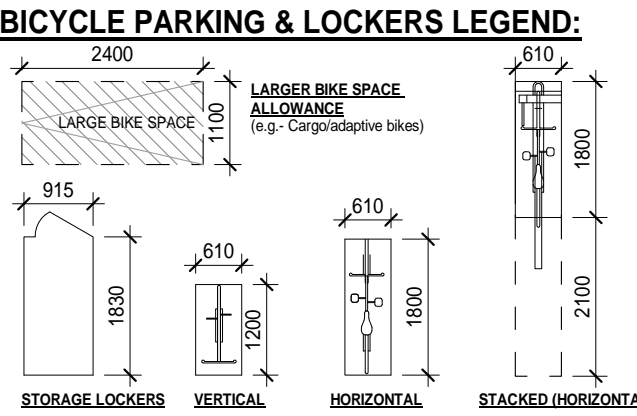 BICYCLE PARKING & LOCKERS LEGEND:
2400
LARGE BIKE SPACE
1100
LARGER BIKE SPACE
ALLOWANCE
(e.g.- Cargo/adaptive bikes)
610
1800
2100
915
1830
610
1200
610
1800
STORAGE LOCKERS
VERTICAL
HORIZONTAL
STACKED (HORIZONTA